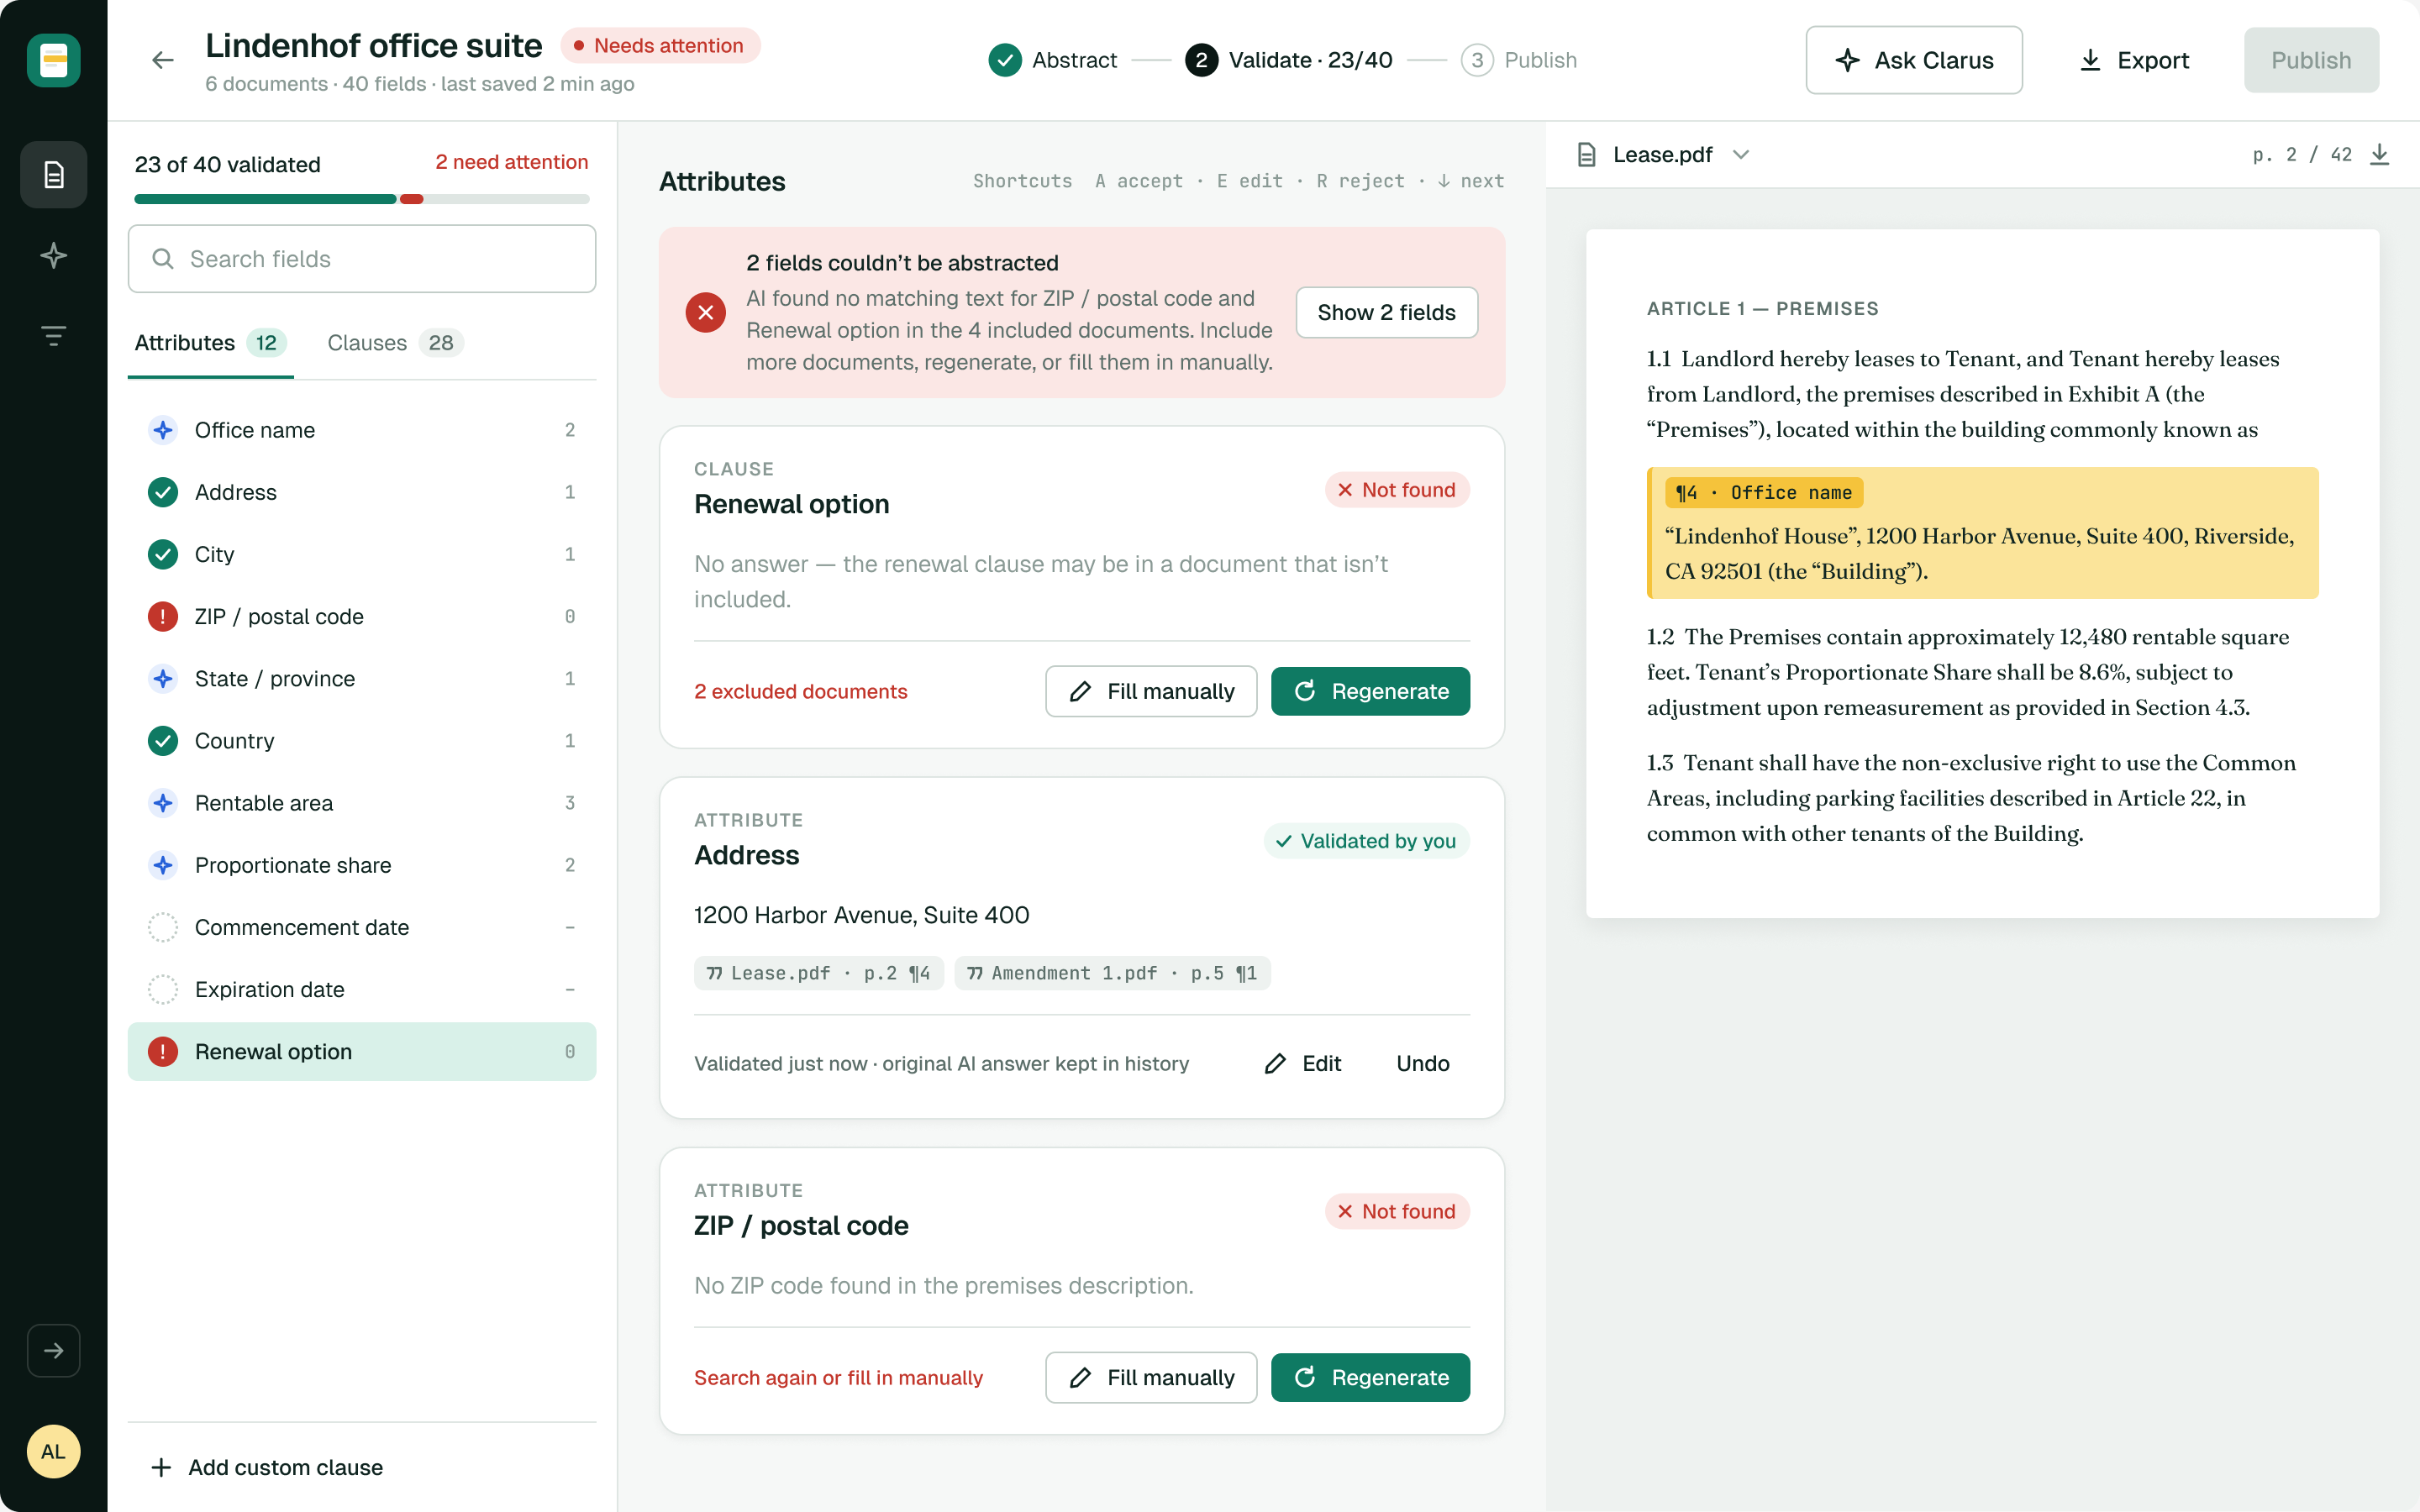 Lindenhof office suite
Needs attention
6 documents · 40 fields · last saved 2 min ago
Abstract
2 Validate · 23/40
3 Publish
Ask Clarus
Export
Publish
23 of 40 validated
2 need attention
Search fields
Attributes 12
Clauses 28
Office name 2
Address 1
City 1
! ZIP / postal code 0
State / province 1
Country 1
Rentable area 3
Proportionate share 2
Commencement date –
Expiration date –
! Renewal option 0
Add custom clause
AL
Attributes
Shortcuts A accept · E edit · R reject · ↓ next
2 fields couldn’t be abstracted
AI found no matching text for ZIP / postal code and
Renewal option in the 4 included documents. Include
more documents, regenerate, or fill them in manually.
Show 2 fields
CLAUSE
Renewal option
Not found
No answer — the renewal clause may be in a document that isn’t
included.
2 excluded documents
Fill manually
Regenerate
ATTRIBUTE
Address
Validated by you
1200 Harbor Avenue, Suite 400
Lease.pdf · p.2 ¶4
Amendment 1.pdf · p.5 ¶1
Validated just now · original AI answer kept in history
Edit
Undo
ATTRIBUTE
ZIP / postal code
Not found
No ZIP code found in the premises description.
Search again or fill in manually
Fill manually
Regenerate
Lease.pdf
p. 2 / 42
ARTICLE 1 — PREMISES
1.1 Landlord hereby leases to Tenant, and Tenant hereby leases
from Landlord, the premises described in Exhibit A (the
“Premises”), located within the building commonly known as
¶4 · Office name
“Lindenhof House”, 1200 Harbor Avenue, Suite 400, Riverside,
CA 92501 (the “Building”).
1.2 The Premises contain approximately 12,480 rentable square
feet. Tenant’s Proportionate Share shall be 8.6%, subject to
adjustment upon remeasurement as provided in Section 4.3.
1.3 Tenant shall have the non-exclusive right to use the Common
Areas, including parking facilities described in Article 22, in
common with other tenants of the Building.